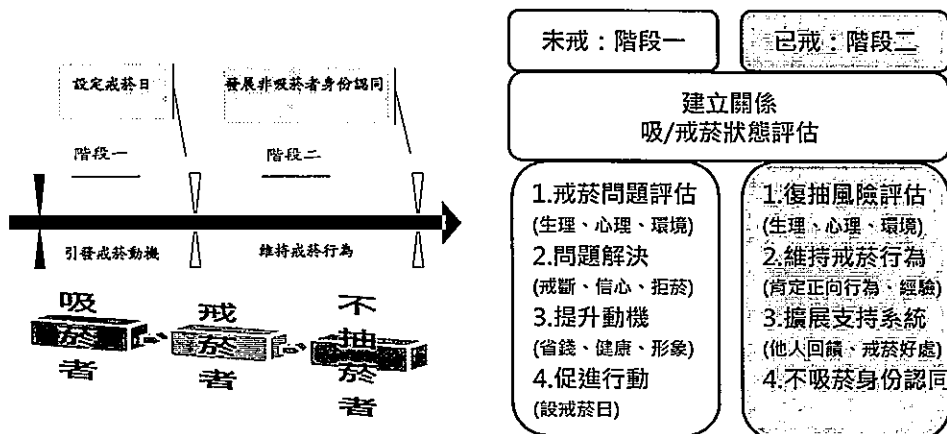 設定戒菸日
發展非吸菸者身份認同
階段一
階段二
引發戒菸動機
維持戒菸行為
吸菸者
戒菸者
不抽菸者
未戒：階段一
已戒：階段二
建立關係
吸/戒菸狀態評估
1.戒菸問題評估
(生理、心理、環境)
2.問題解決
(戒斷、信心、拒菸)
3.提升動機
(省錢、健康、形象)
4.促進行動
(設戒菸日)
1.復抽風險評估
(生理、心理、環境)
2.維持戒菸行為
(肯定正向行為、經驗)
3.擴展支持系統
(他人回饋、戒菸好處)
4.不吸菸身份認同